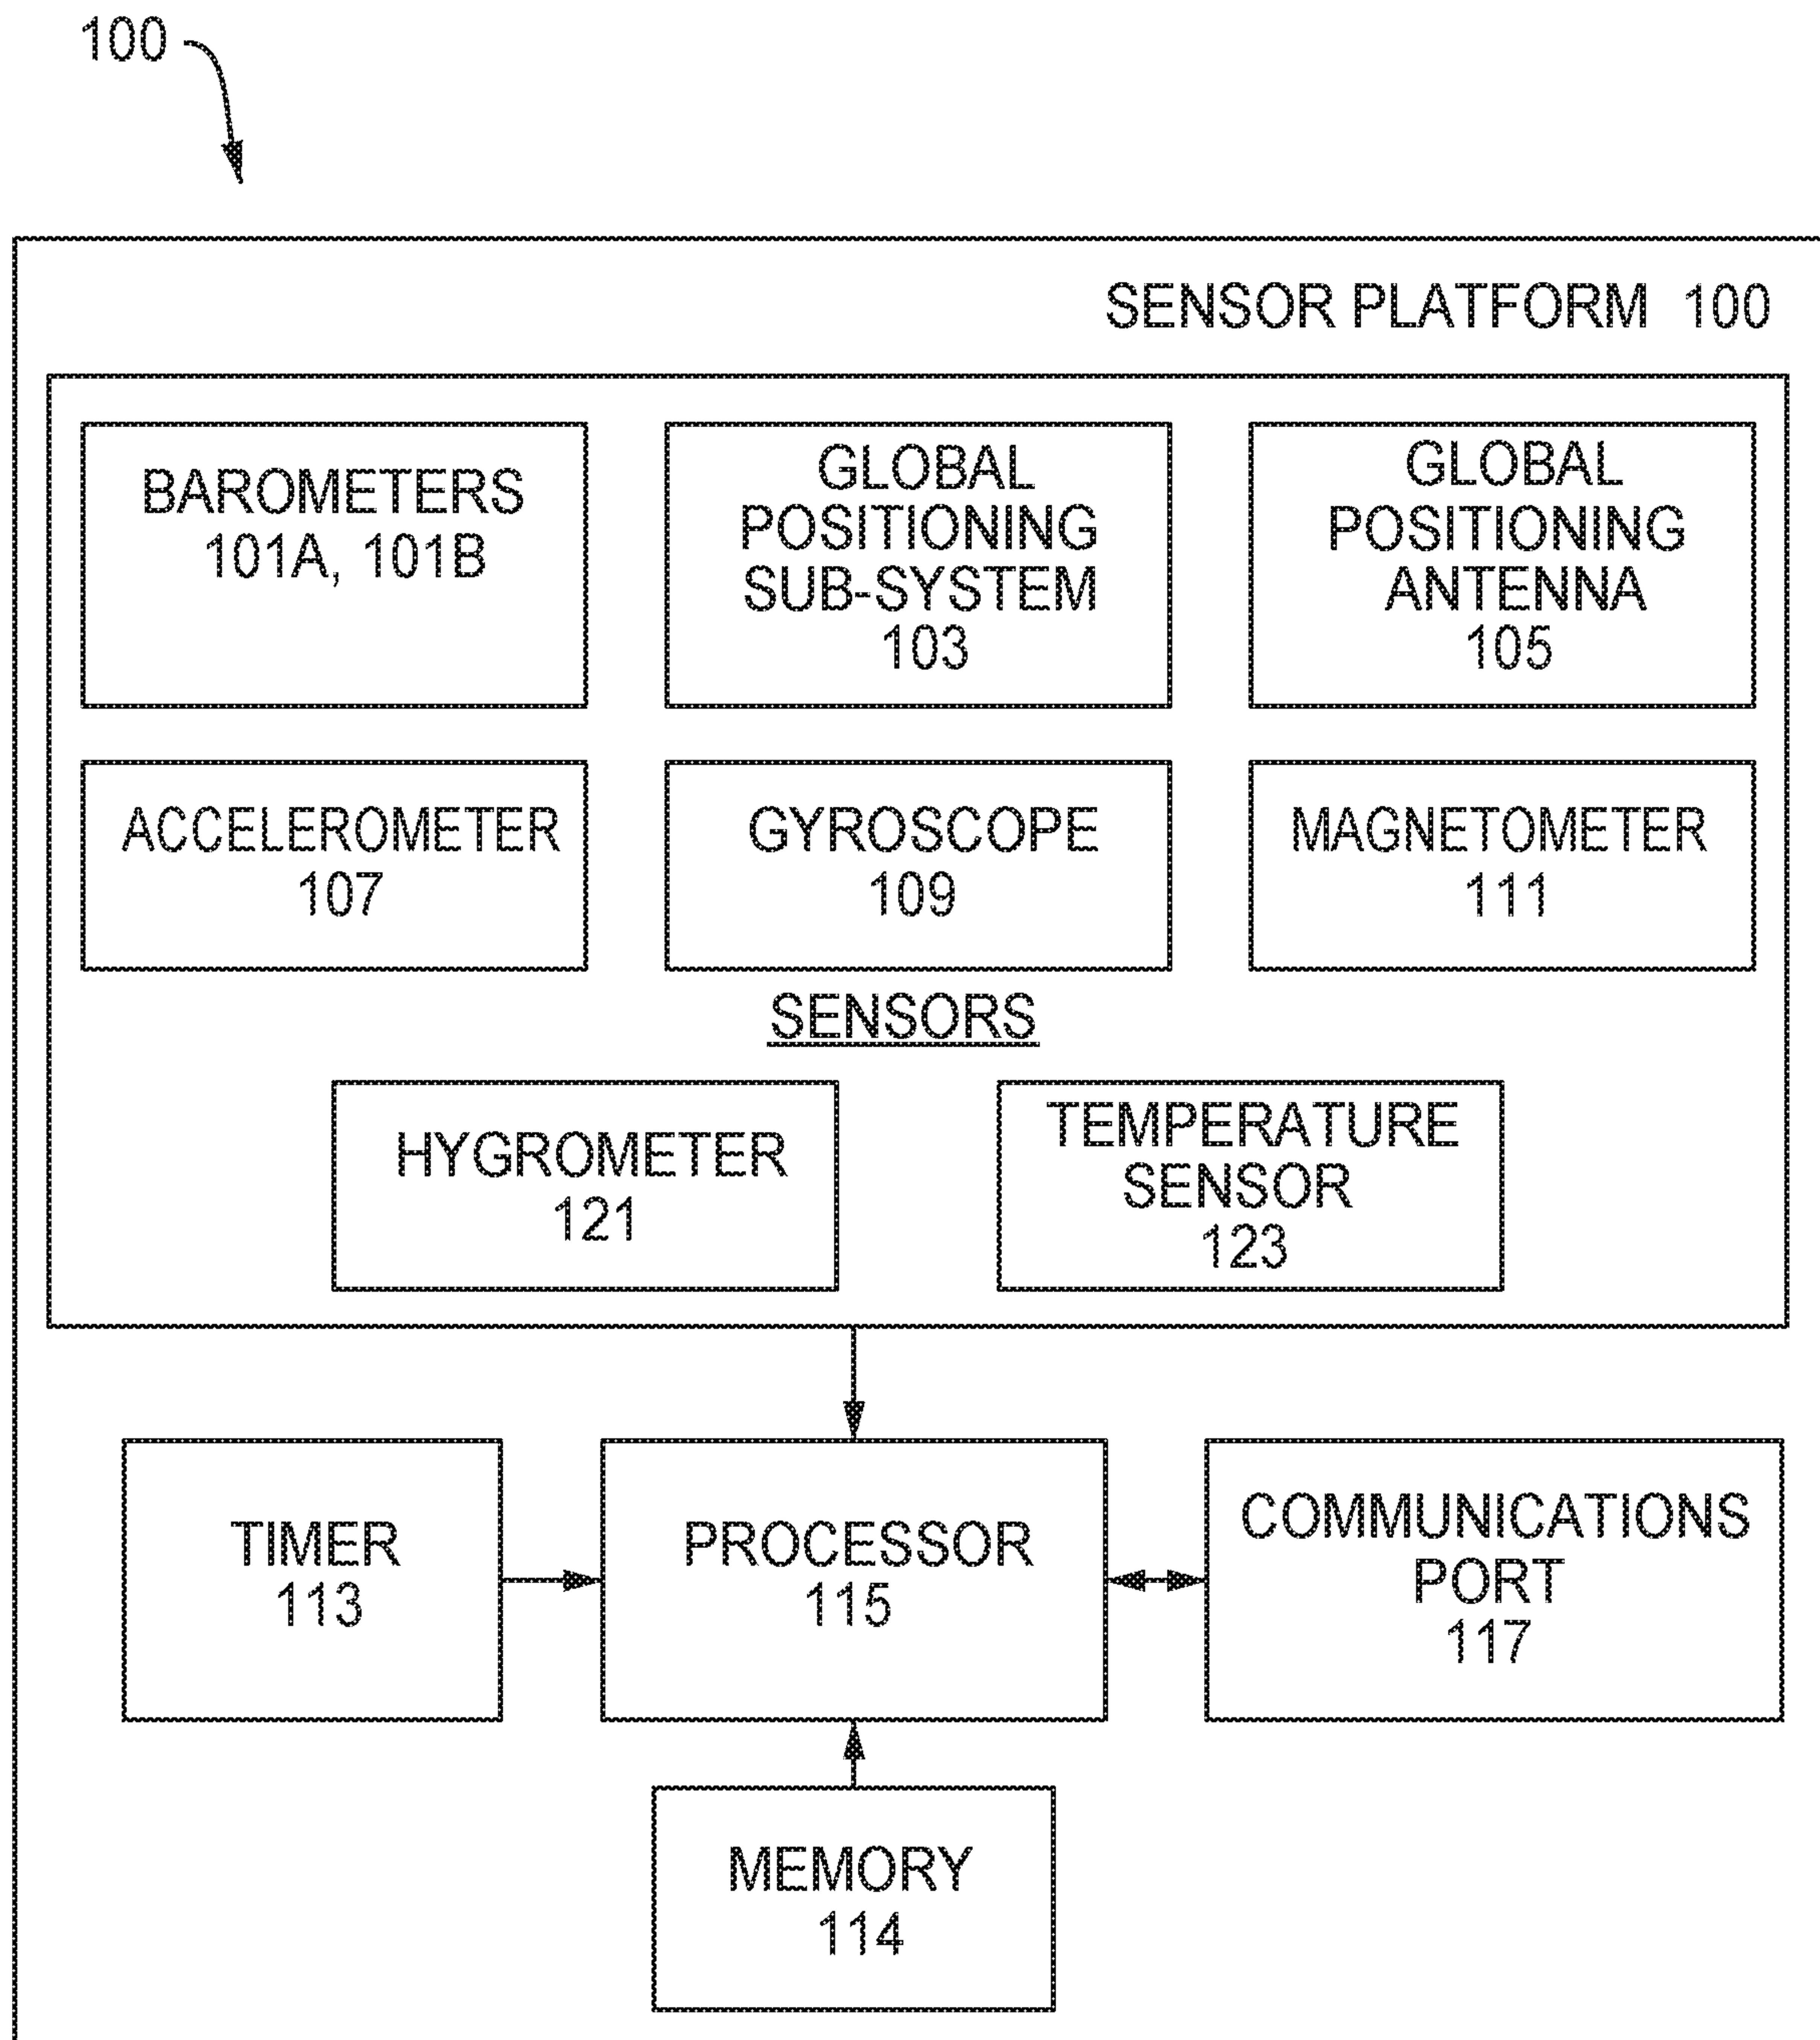 100
SENSOR PLATFORM 100
BAROMETERS
101A, 101B
GLOBAL
POSITIONING
SUB-SYSTEM
103
GLOBAL
POSITIONING
ANTENNA
105
ACCELEROMETER
107
GYROSCOPE
109
MAGNETOMETER
111
SENSORS
HYGROMETER
121
TEMPERATURE
SENSOR
123
TIMER
113
PROCESSOR
115
COMMUNICATIONS
PORT
117
MEMORY
114